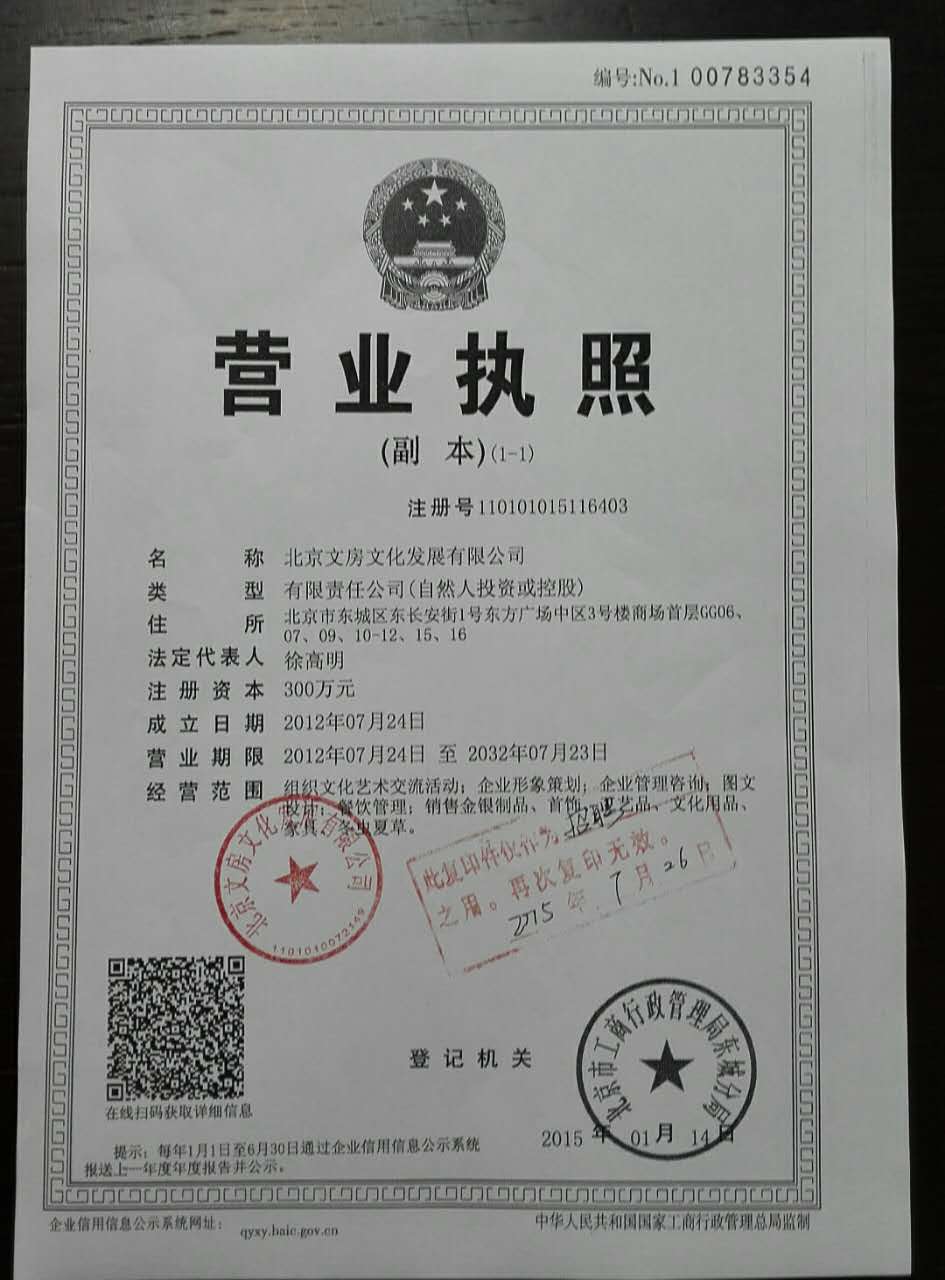 编号:No.1 00783354
营业执照
(副 本)(1-1)
注册号110101015116403
名 称 北京文房文化发展有限公司
类 型 有限责任公司(自然人投资或控股)
住 所 北京市东城区东长安街1号东方广场中区3号楼商场首层GG06、
07、09、10-12、15、16
法定代表人 徐高明
注册资本 300万元
成立日期 2012年07月24日
营业期限 2012年07月24日 至 2032年07月23日
经营范围 组织文化艺术交流活动;企业形象策划;企业管理咨询;图文
设计;餐饮管理;销售金银制品、首饰、工艺品、文化用品、
家具、冬虫夏草。
北京文房文化发展有限公司
1101010072149
此复印件仅作为招聘
之用。再次复印无效。
2015年7月26日
在线扫码获取详细信息
登记机关
北京市工商行政管理局东城分局
2015年01月14日
提示:每年1月1日至6月30日通过企业信用信息公示系统
报送上一年度年度报告并公示。
企业信用信息公示系统网址: qyxy.baic.gov.cn
中华人民共和国国家工商行政管理总局监制